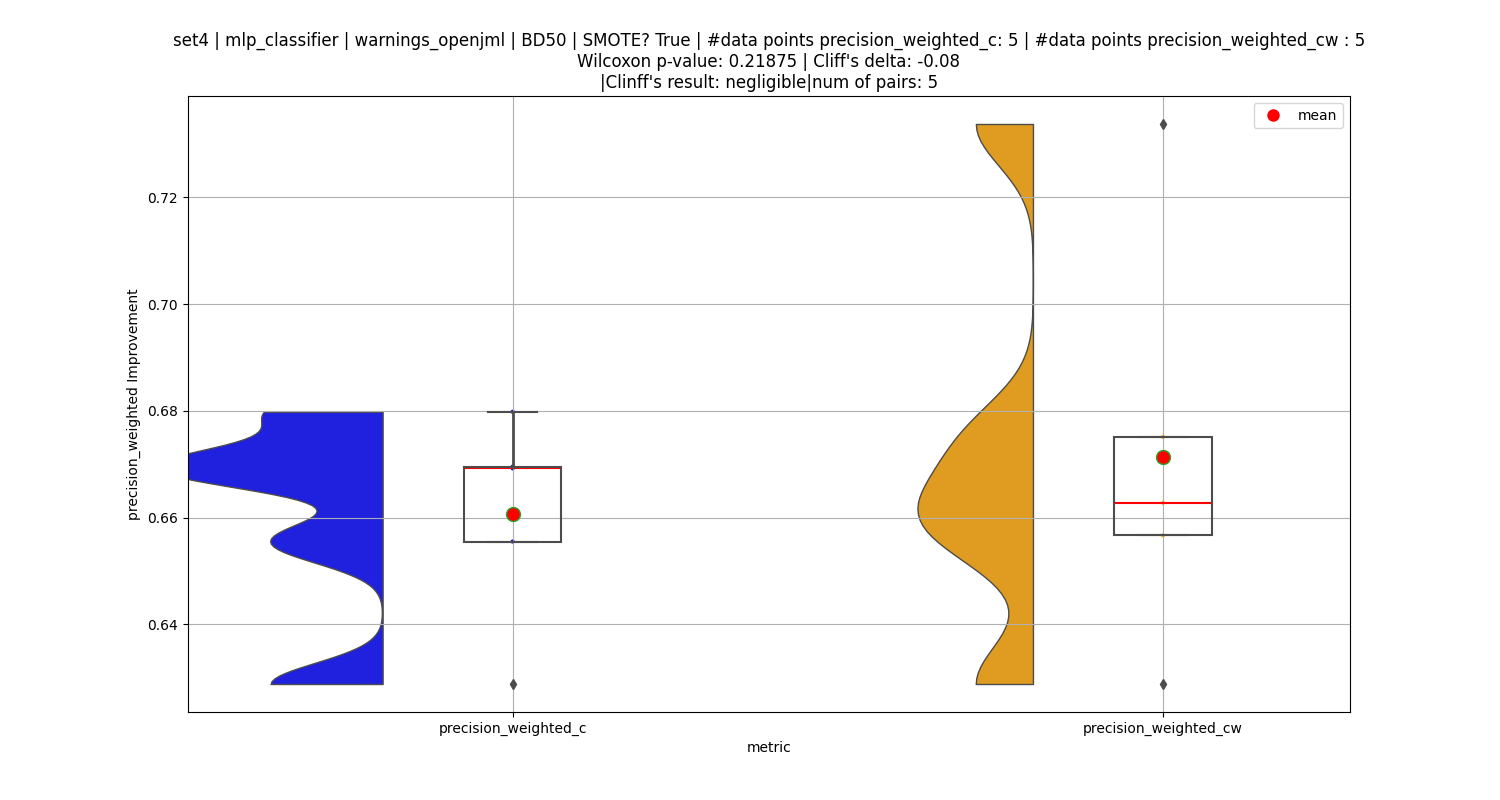 set4 | mlp_classifier | warnings_openjml | BD50 | SMOTE? True | #data points precision_weighted_c: 5 | #data points precision_weighted_cw : 5
Wilcoxon p-value: 0.21875 | Cliff's delta: -0.08
|Clinff's result: negligible|num of pairs: 5
mean
0.72
0.70
0.68
0.66
0.64
precision_weighted Improvement
precision_weighted_c
precision_weighted_cw
metric